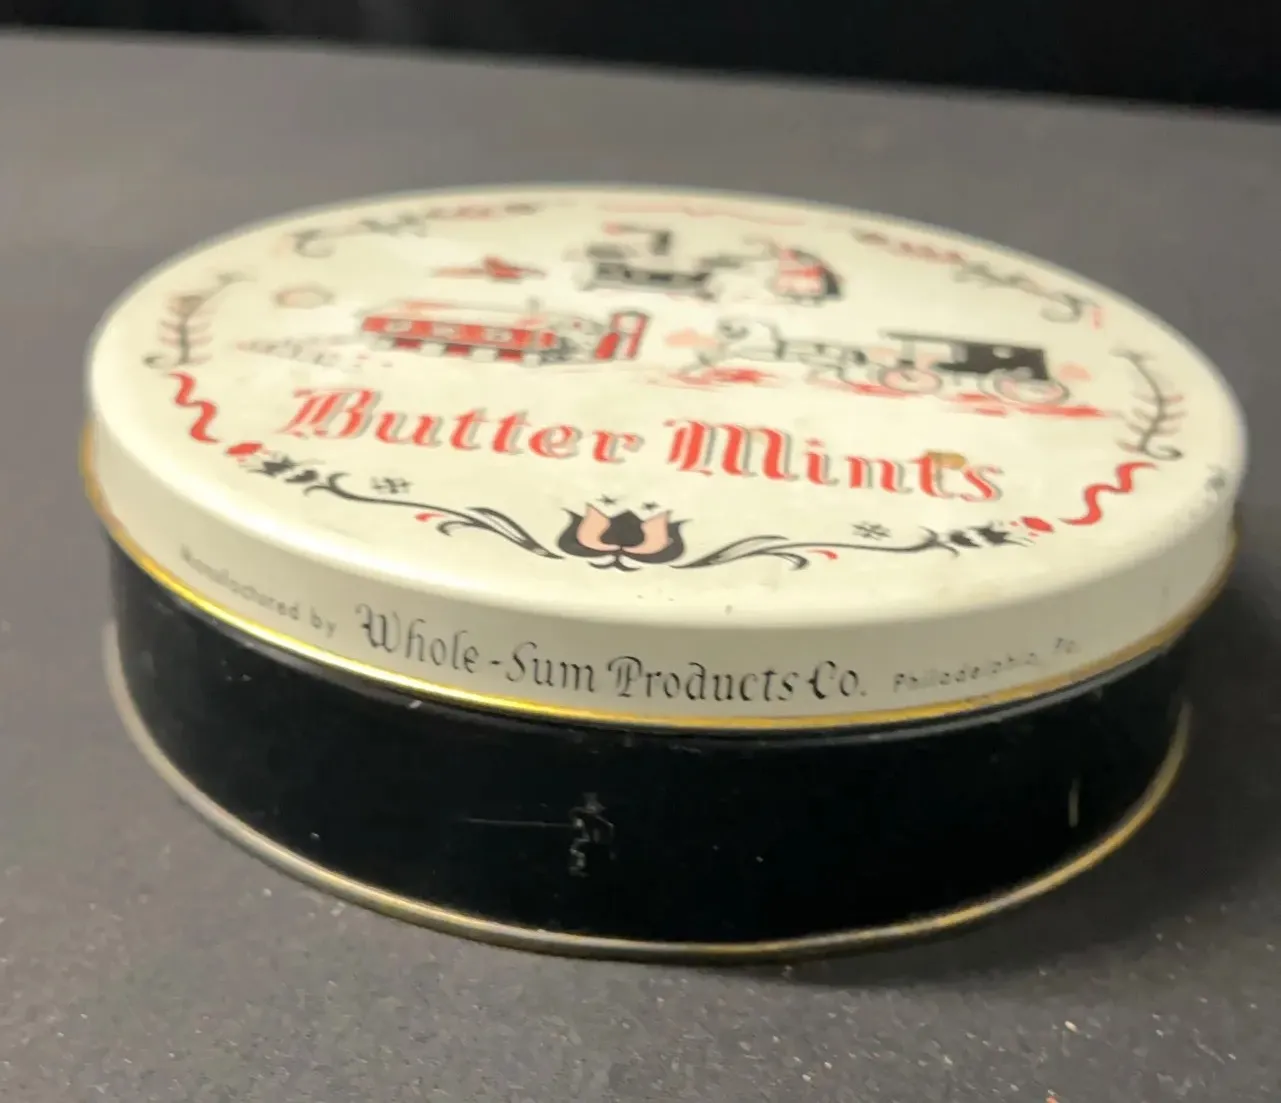 Butter Mints
Manufactured by Whole-Sum Products Co. Philadelphia, Pa.